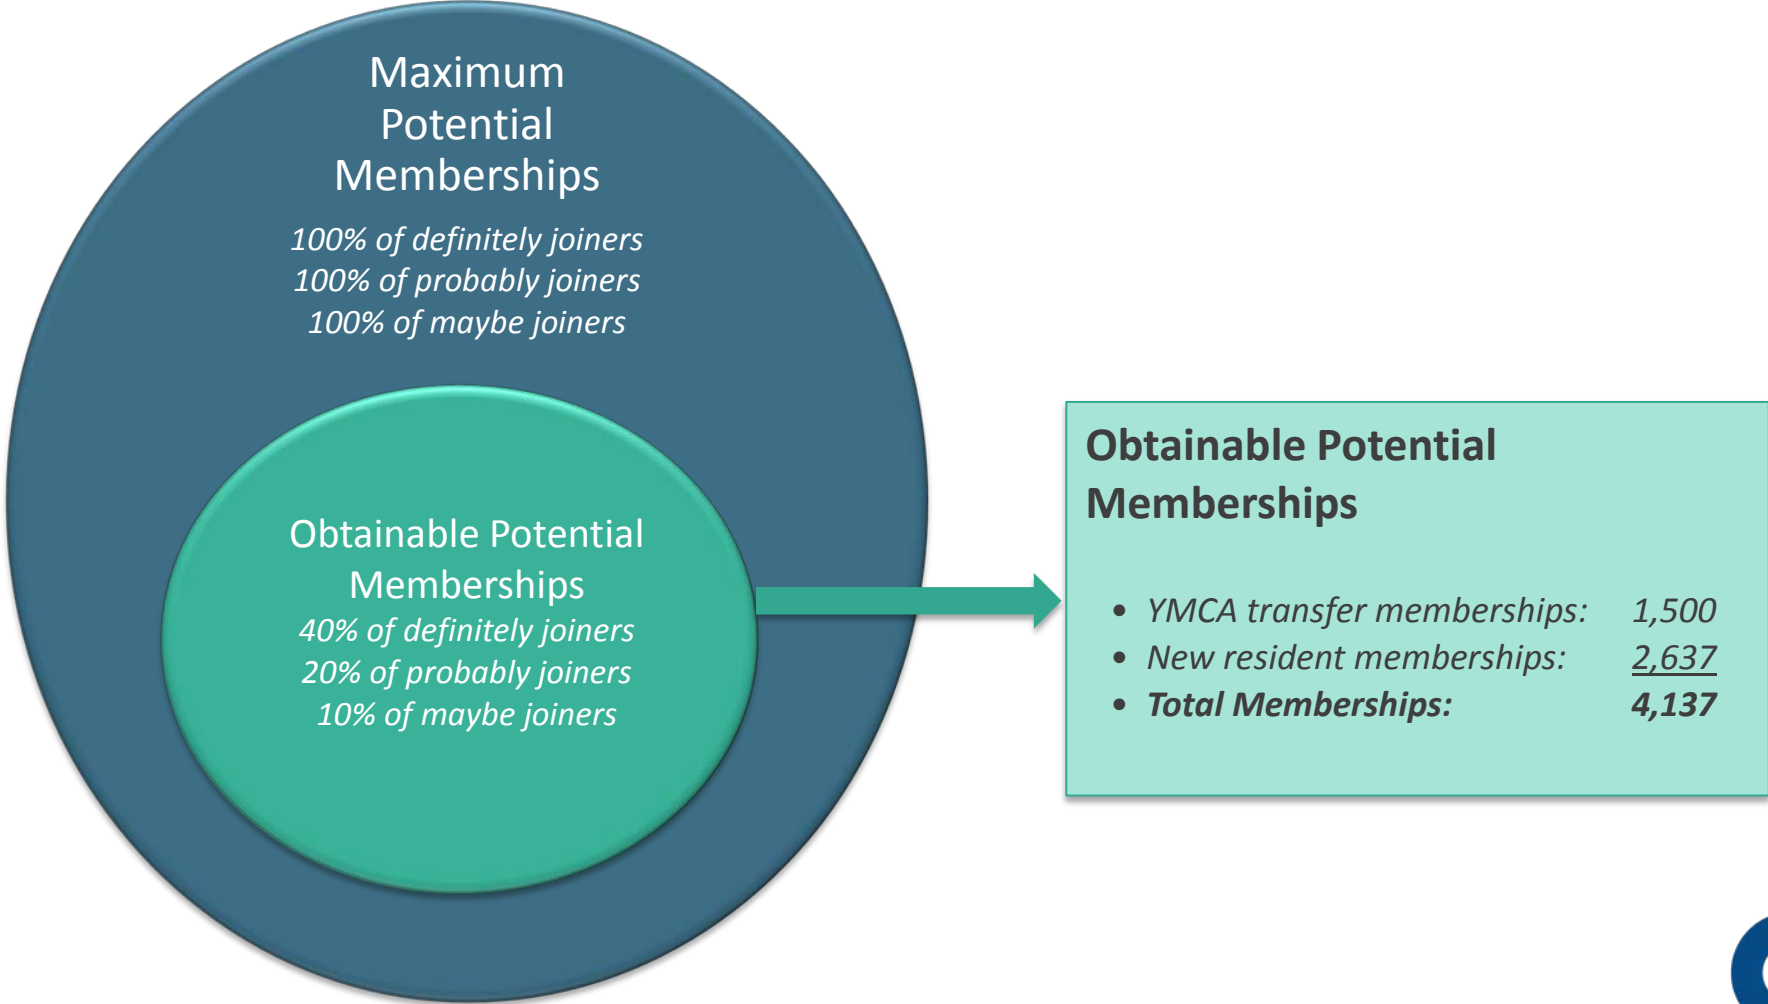 Maximum
Potential
Memberships
100% of definitely joiners
100% of probably joiners
100% of maybe joiners
Obtainable Potential
Memberships
40% of definitely joiners
20% of probably joiners
10% of maybe joiners
Obtainable Potential
Memberships
• YMCA transfer memberships: 1,500
• New resident memberships: 2,637
• Total Memberships: 4,137